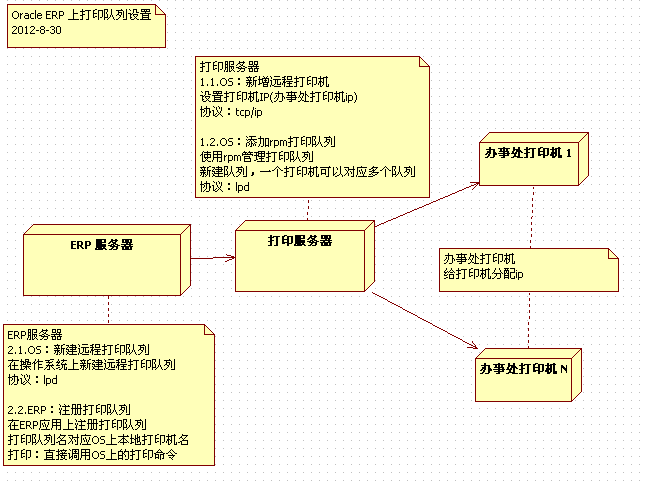 Oracle ERP 上打印队列设置
2012-8-30
打印服务器
1.1.OS：新增远程打印机
设置打印机IP(办事处打印机ip)
协议：tcp/ip
1.2.OS：添加rpm打印队列
使用rpm管理打印队列
新建队列，一个打印机可以对应多个队列
协议：lpd
办事处打印机 1
ERP 服务器
打印服务器
办事处打印机
给打印机分配ip
ERP服务器
2.1.OS：新建远程打印队列
在操作系统上新建远程打印队列
协议：lpd
2.2.ERP：注册打印队列
在ERP应用上注册打印队列
打印队列名对应OS上本地打印机名
打印：直接调用OS上的打印命令
办事处打印机 N